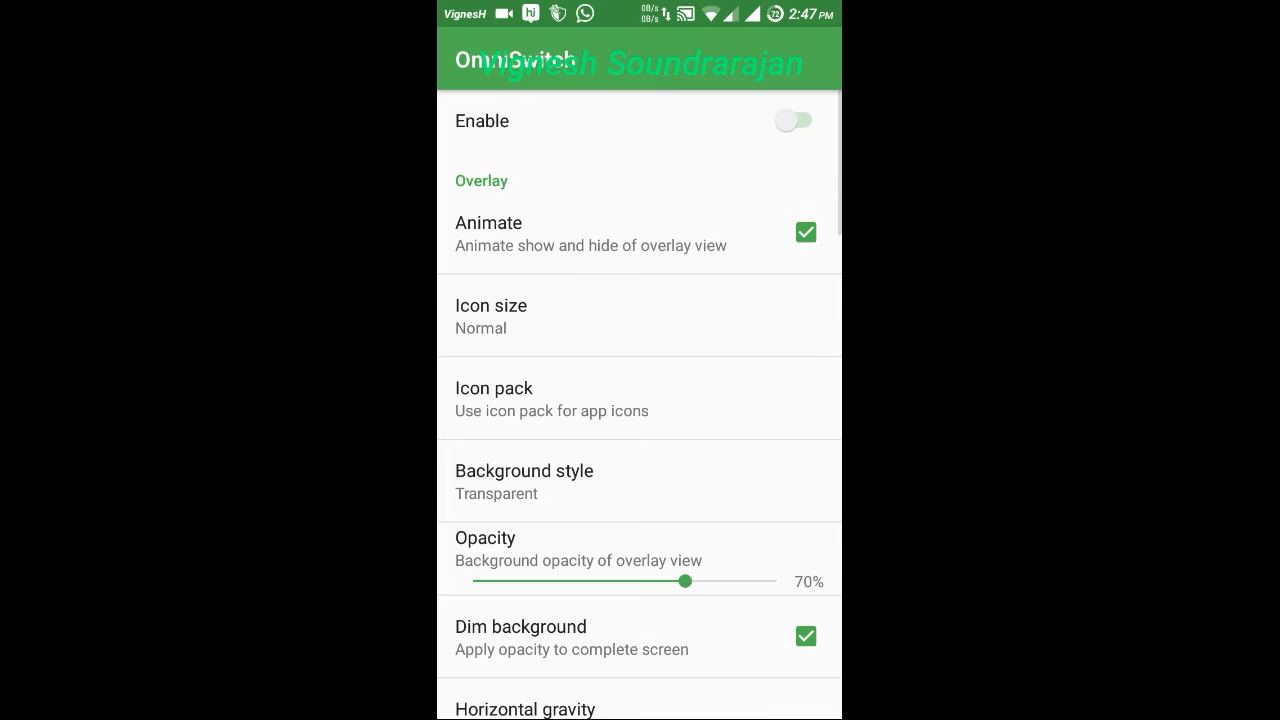 VignesH hi 0B/s 0B/s 72 2:47 PM
OmniSwitch
Vignesh Soundrarajan
Enable
Overlay
Animate
Animate show and hide of overlay view
Icon size
Normal
Icon pack
Use icon pack for app icons
Background style
Transparent
Opacity
Background opacity of overlay view
70%
Dim background
Apply opacity to complete screen
Horizontal gravity